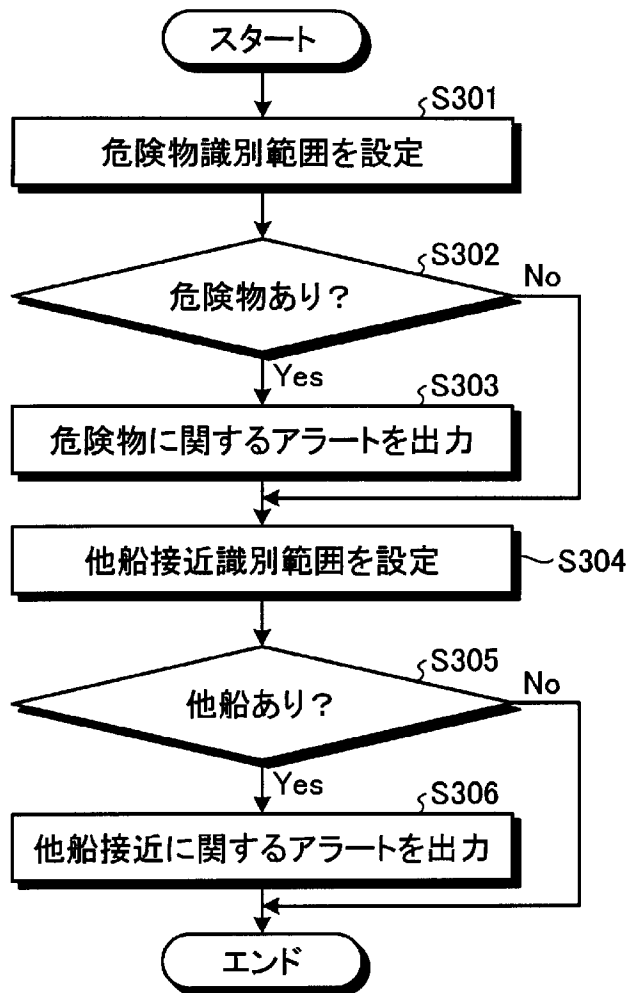 スタート
S301
危険物識別範囲を設定
S302
危険物あり?
No
Yes
S303
危険物に関するアラートを出力
他船接近識別範囲を設定
S304
S305
他船あり?
No
Yes
S306
他船接近に関するアラートを出力
エンド